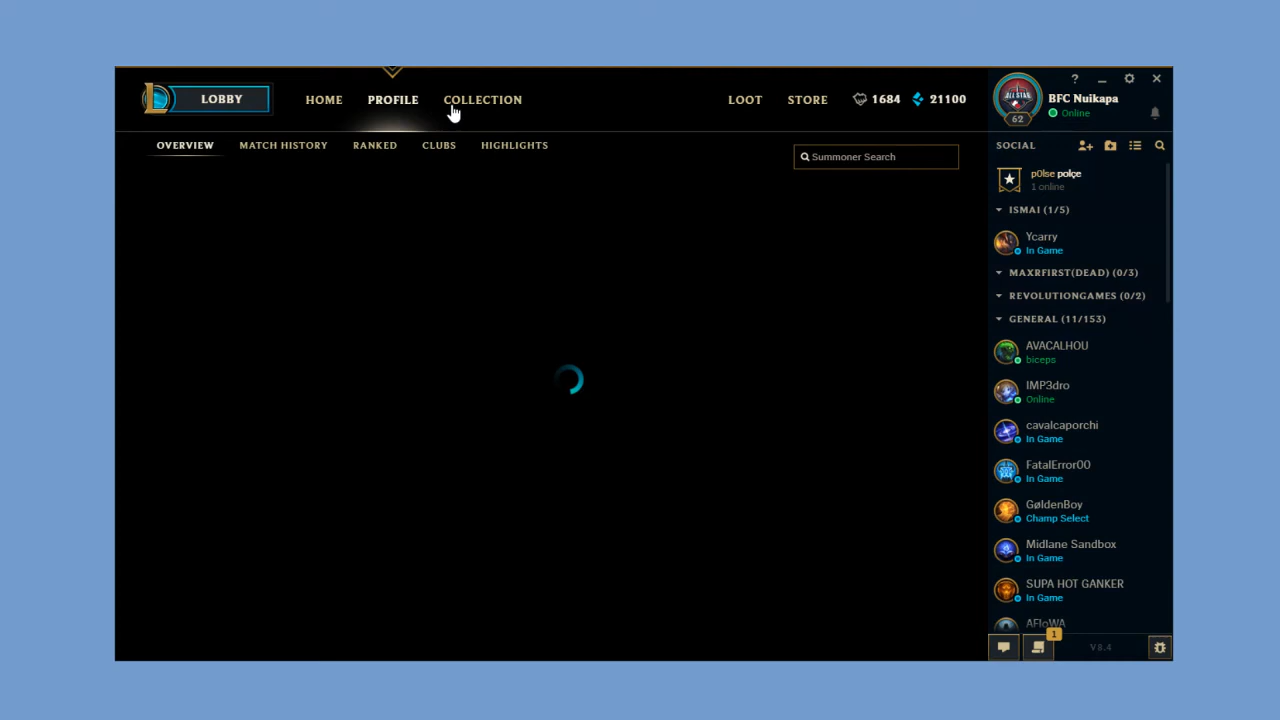 LOBBY HOME PROFILE COLLECTION LOOT STORE 1684 21100
?
BFC Nuikapa
Online
62
OVERVIEW MATCH HISTORY RANKED CLUBS HIGHLIGHTS
Summoner Search
SOCIAL
p0lse polçe
1 online
ISMAI (1/5)
Ycarry
In Game
MAXRFIRST(DEAD) (0/3)
REVOLUTIONGAMES (0/2)
GENERAL (11/153)
AVACALHOU
biceps
IMP3dro
Online
cavalcaporchi
In Game
FatalError00
In Game
GøldenBoy
Champ Select
Midlane Sandbox
In Game
SUPA HOT GANKER
In Game
AFloWA
1
V8.4